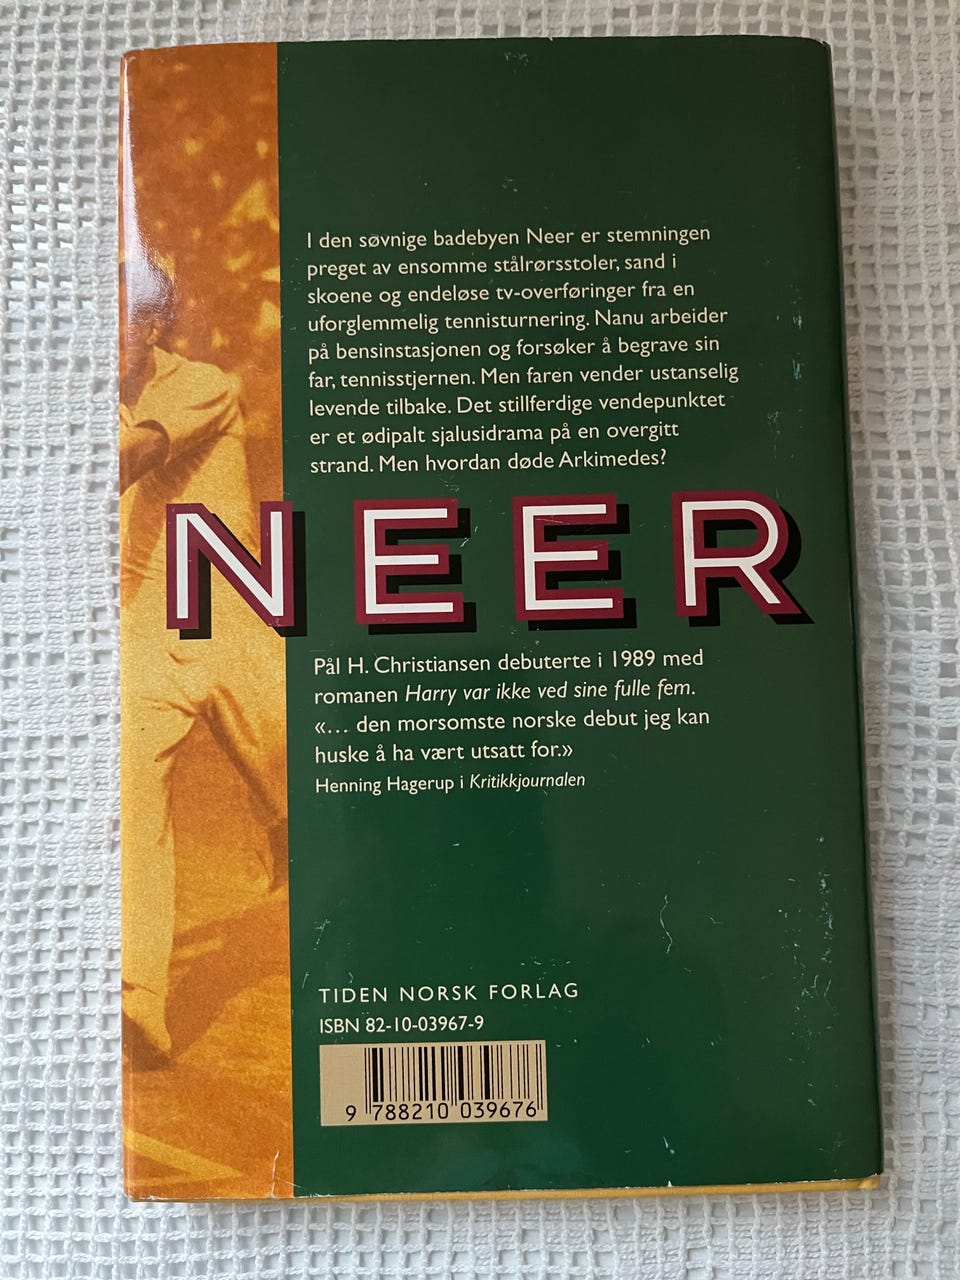 I den søvnige badebyen Neer er stemningen
preget av ensomme stålrørsstoler, sand i
skoene og endeløse tv-overføringer fra en
uforglemmelig tennisturnering. Nanu arbeider
på bensinstasjonen og forsøker å begrave sin
far, tennisstjernen. Men faren vender ustanselig
levende tilbake. Det stillferdige vendepunktet
er et ødipalt sjalusidrama på en overgitt
strand. Men hvordan døde Arkimedes?
NEER
Pål H. Christiansen debuterte i 1989 med
romanen Harry var ikke ved sine fulle fem.
«... den morsomste norske debut jeg kan
huske å ha vært utsatt for.»
Henning Hagerup i Kritikkjournalen
TIDEN NORSK FORLAG
ISBN 82-10-03967-9
9 788210 039676